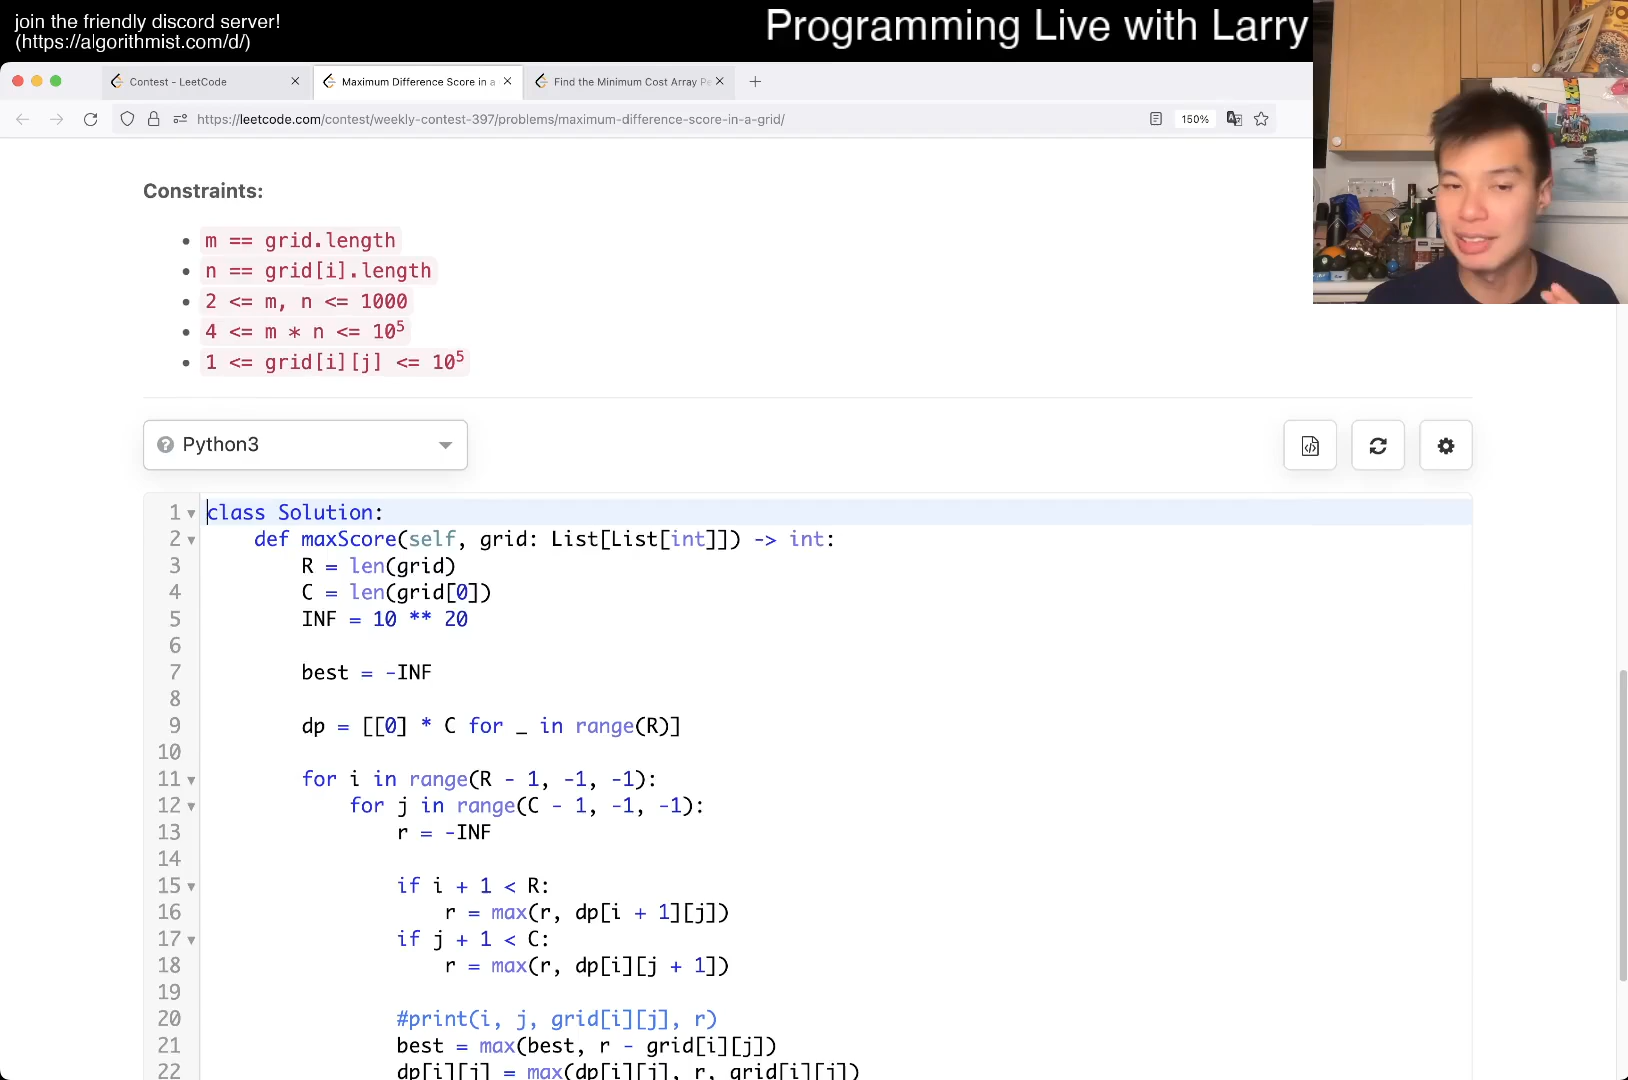 join the friendly discord server!
(https://algorithmist.com/d/)
Programming Live with Larry
Contest - LeetCode
Maximum Difference Score in a
Find the Minimum Cost Array Pe
https://leetcode.com/contest/weekly-contest-397/problems/maximum-difference-score-in-a-grid/
150%
Constraints:
m == grid.length
n == grid[i].length
2 <= m, n <= 1000
4 <= m * n <= 10⁵
1 <= grid[i][j] <= 10⁵
Python3
1 class Solution:
2 def maxScore(self, grid: List[List[int]]) -> int:
3 R = len(grid)
4 C = len(grid[0])
5 INF = 10 ** 20
6
7 best = -INF
8
9 dp = [[0] * C for _ in range(R)]
10
11 for i in range(R - 1, -1, -1):
12 for j in range(C - 1, -1, -1):
13 r = -INF
14
15 if i + 1 < R:
16 r = max(r, dp[i + 1][j])
17 if j + 1 < C:
18 r = max(r, dp[i][j + 1])
19
20 #print(i, j, grid[i][j], r)
21 best = max(best, r - grid[i][j])
22 dp[i][j] = max(dp[i][j], r, grid[i][j])